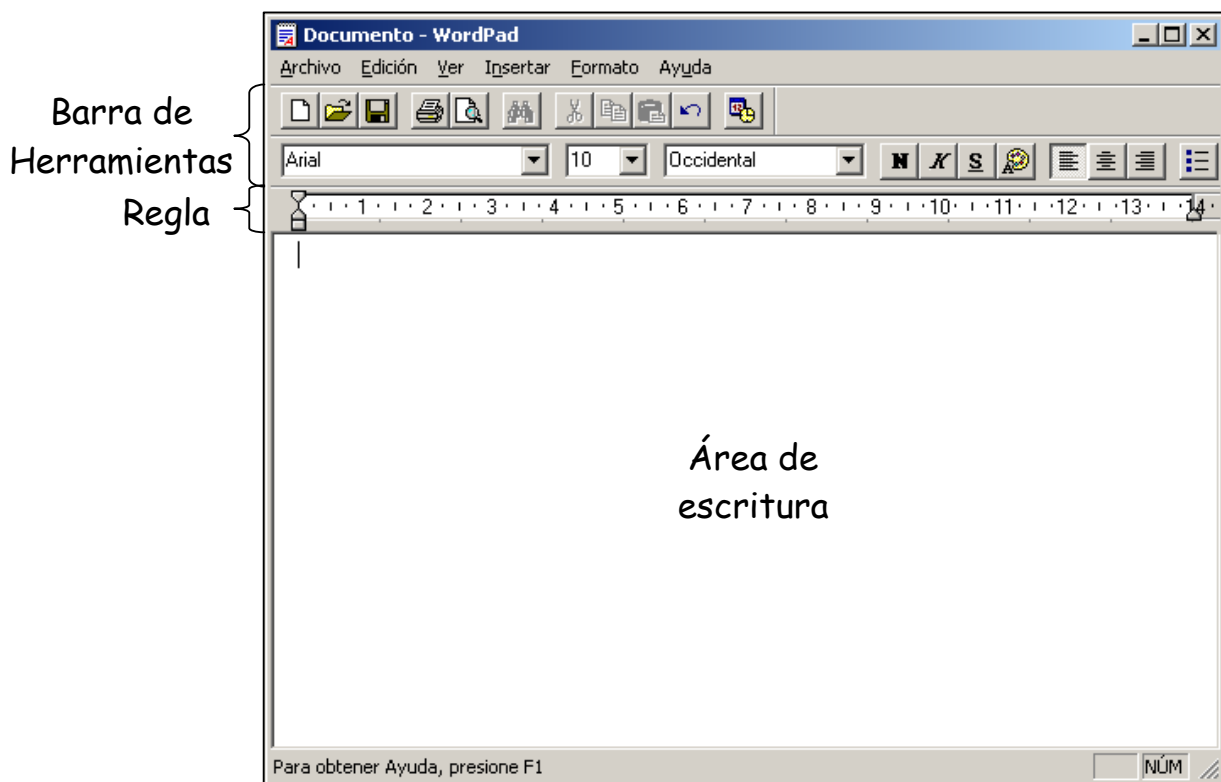 Documento - WordPad
Archivo Edición Ver Insertar Formato Ayuda
Barra de
Herramientas
Arial 10 Occidental N K S
Regla
1 2 3 4 5 6 7 8 9 10 11 12 13 14
Área de
escritura
Para obtener Ayuda, presione F1 NÚM